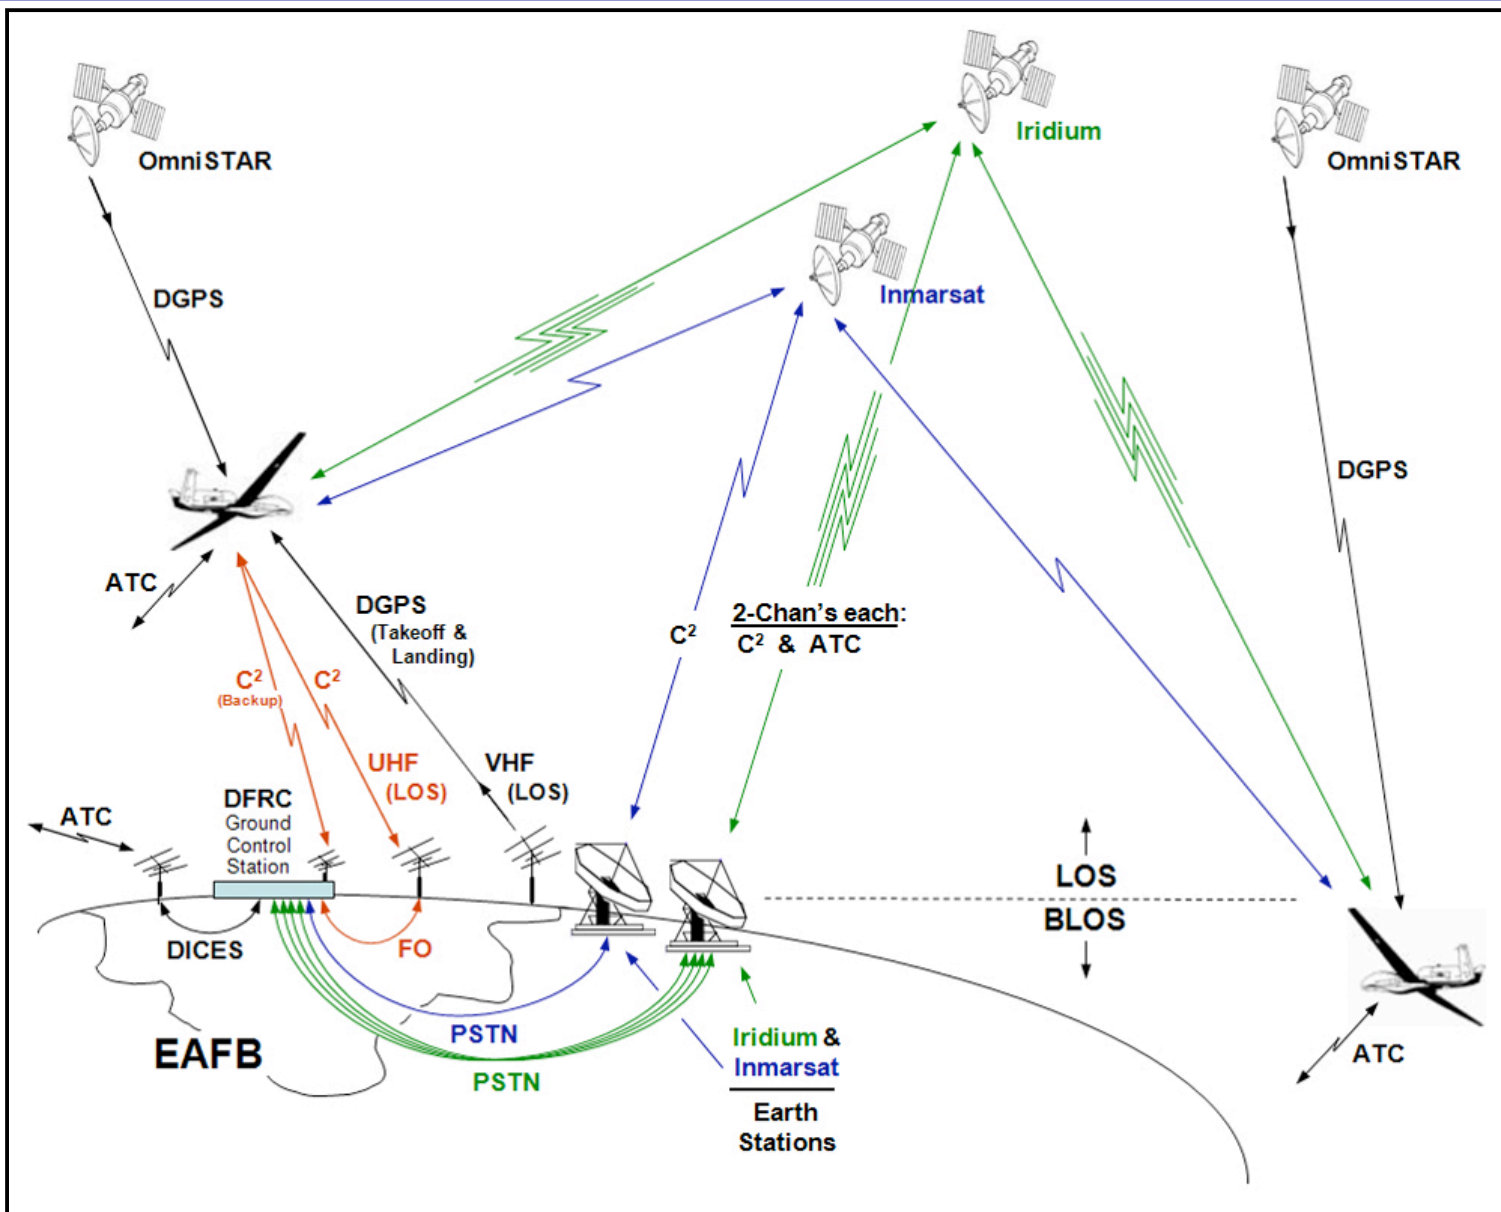 Iridium
OmniSTAR
OmniSTAR
Inmarsat
DGPS
DGPS
ATC
DGPS
(Takeoff &
Landing)
2-Chan's each:
C² & ATC
C²
C²
(Backup)
C²
UHF
(LOS)
VHF
(LOS)
ATC
DFRC
Ground
Control
Station
LOS
BLOS
DICES
FO
PSTN
EAFB
PSTN
Iridium &
Inmarsat
Earth
Stations
ATC